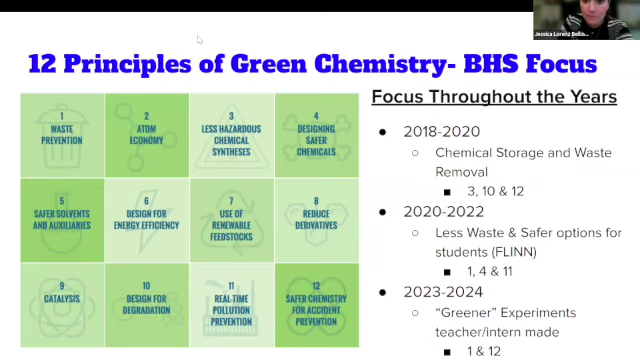 Jessica Lorenz Bellis...
12 Principles of Green Chemistry- BHS Focus
1
WASTE
PREVENTION
2
ATOM
ECONOMY
3
LESS HAZARDOUS
CHEMICAL
SYNTHESES
4
DESIGNING
SAFER
CHEMICALS
5
SAFER SOLVENTS
AND AUXILIARIES
6
DESIGN FOR
ENERGY EFFICIENCY
7
USE OF
RENEWABLE
FEEDSTOCKS
8
REDUCE
DERIVATIVES
9
CATALYSIS
10
DESIGN FOR
DEGRADATION
11
REAL-TIME
POLLUTION
PREVENTION
12
SAFER CHEMISTRY
FOR ACCIDENT
PREVENTION
Focus Throughout the Years
● 2018-2020
○ Chemical Storage and Waste
Removal
■ 3, 10 & 12
● 2020-2022
○ Less Waste & Safer options for
students (FLINN)
■ 1, 4 & 11
● 2023-2024
○ “Greener” Experiments
teacher/intern made
■ 1 & 12